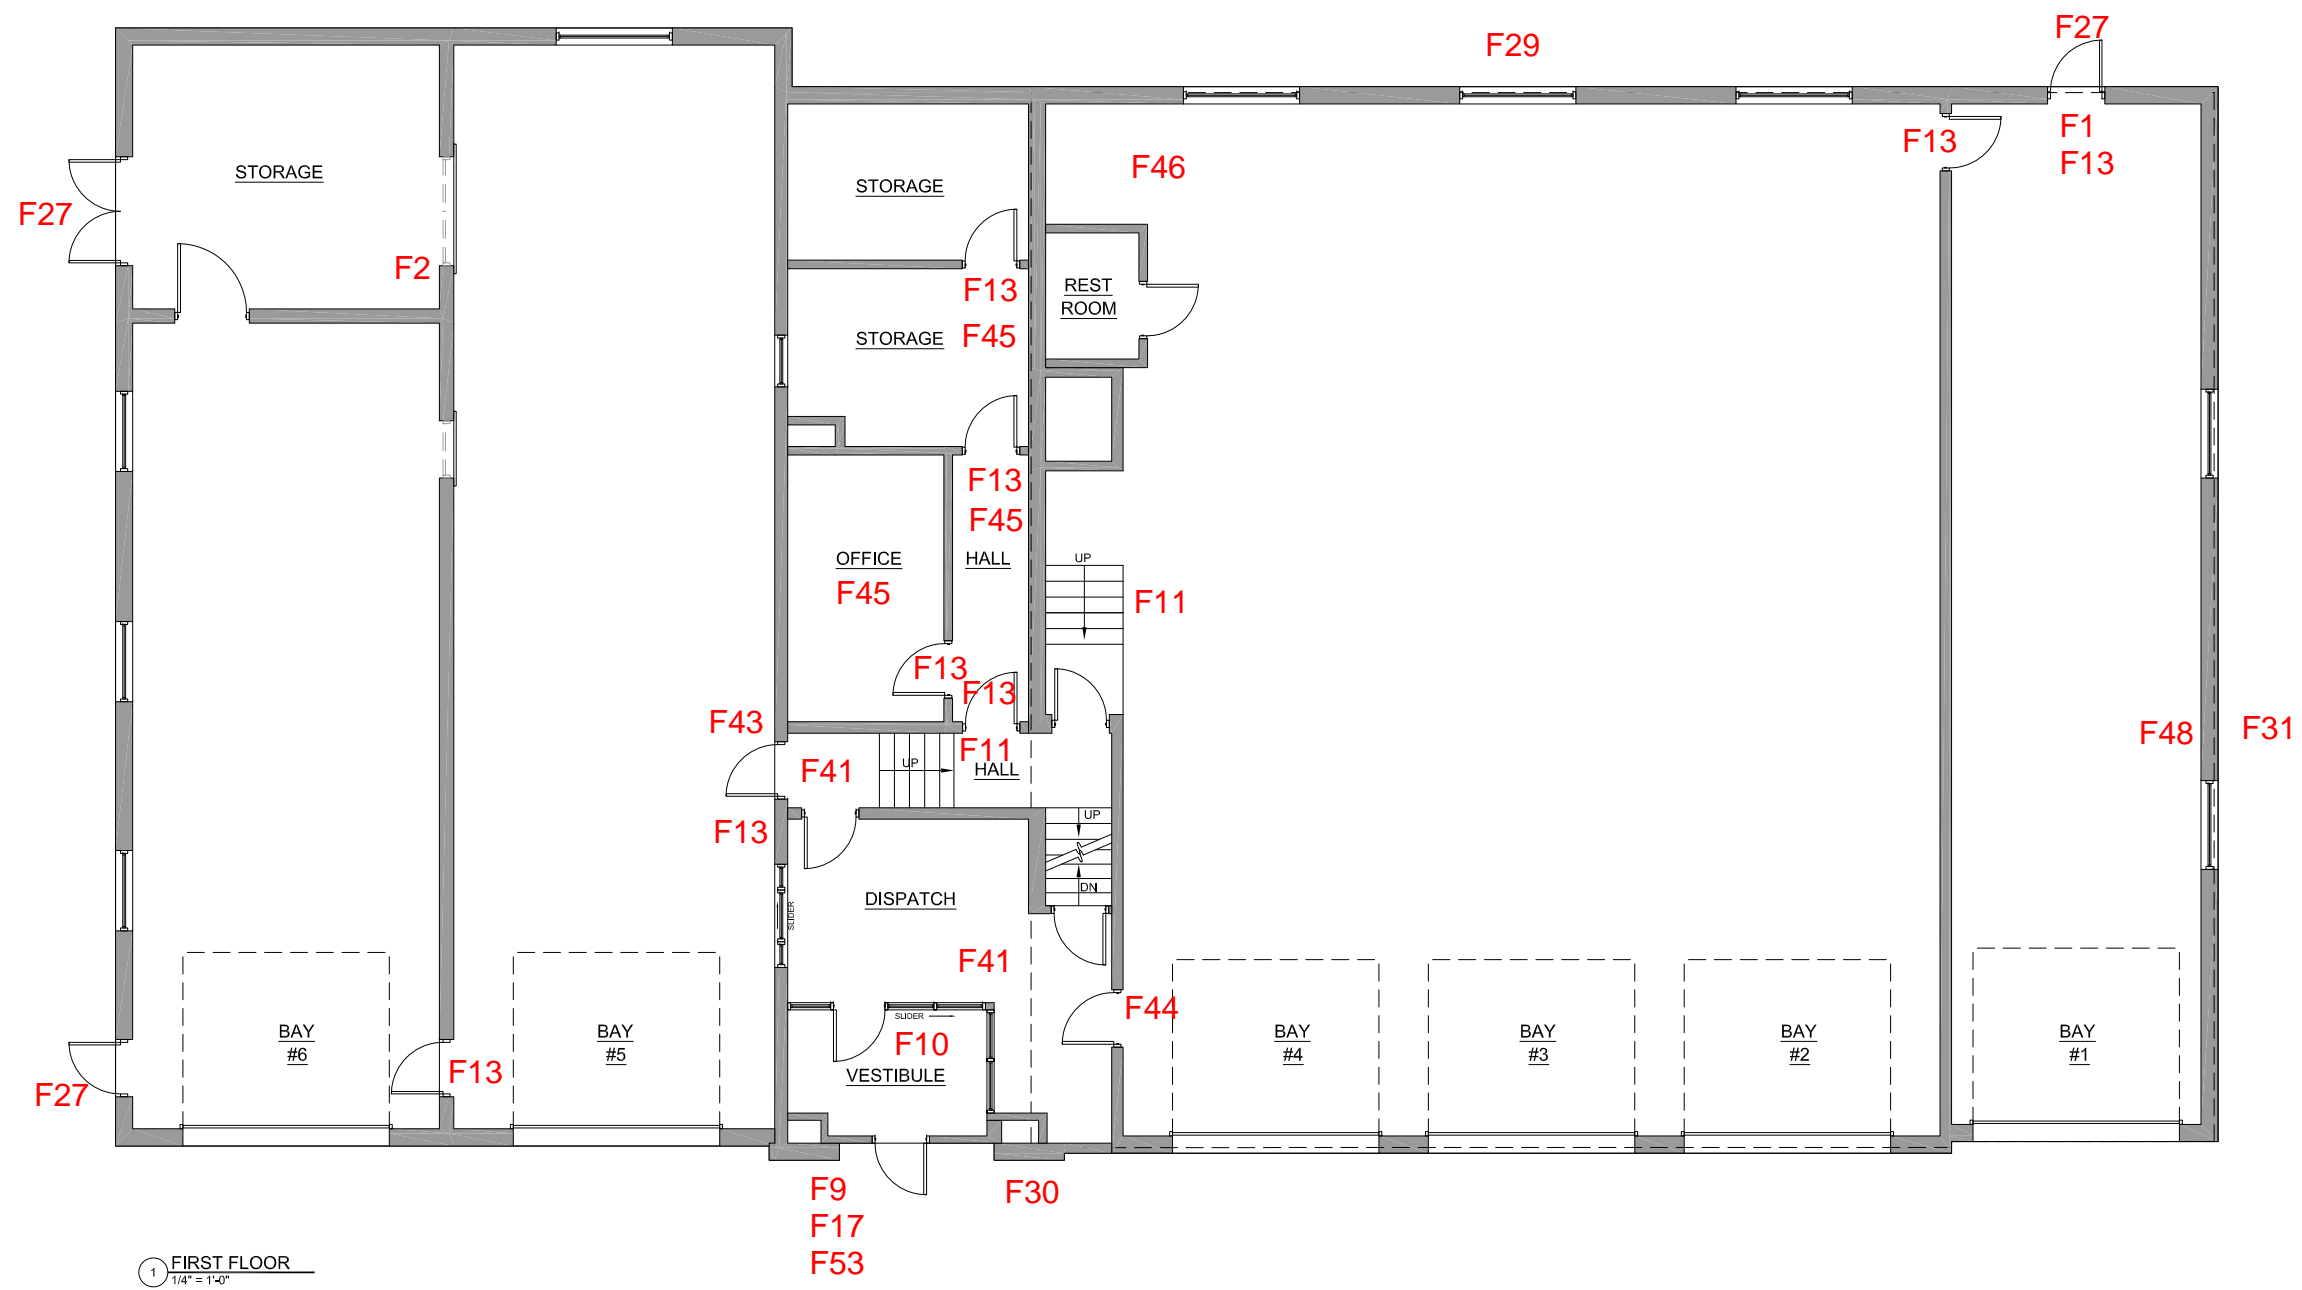 F27
F29
F1
F13
F13
F46
STORAGE
STORAGE
F27
F2
REST
ROOM
F13
F45
STORAGE
F13
F45
UP
OFFICE
HALL
F45
F11
F13
F13
F43
F48
F31
F11
F41
UP
HALL
UP
F13
DN
DISPATCH
SLIDER
F41
F44
SLIDER
F10
BAY
#6
BAY
#5
BAY
#4
BAY
#3
BAY
#2
BAY
#1
F13
VESTIBULE
F27
F9
F30
F17
F53
1
FIRST FLOOR
1/4" = 1'-0"